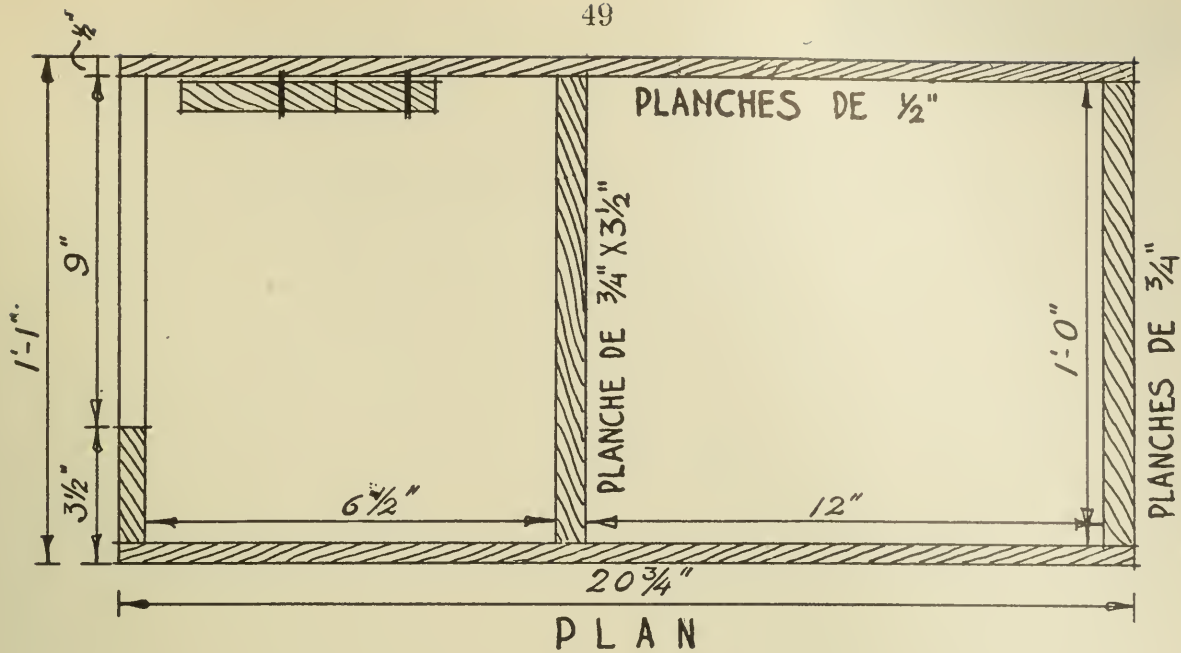 49
½"
PLANCHES DE ½"
9"
1'-1".
3½"
PLANCHE DE ¾" X 3½"
1'-0"
PLANCHES DE ¾"
6½"
12"
20¾"
PLAN